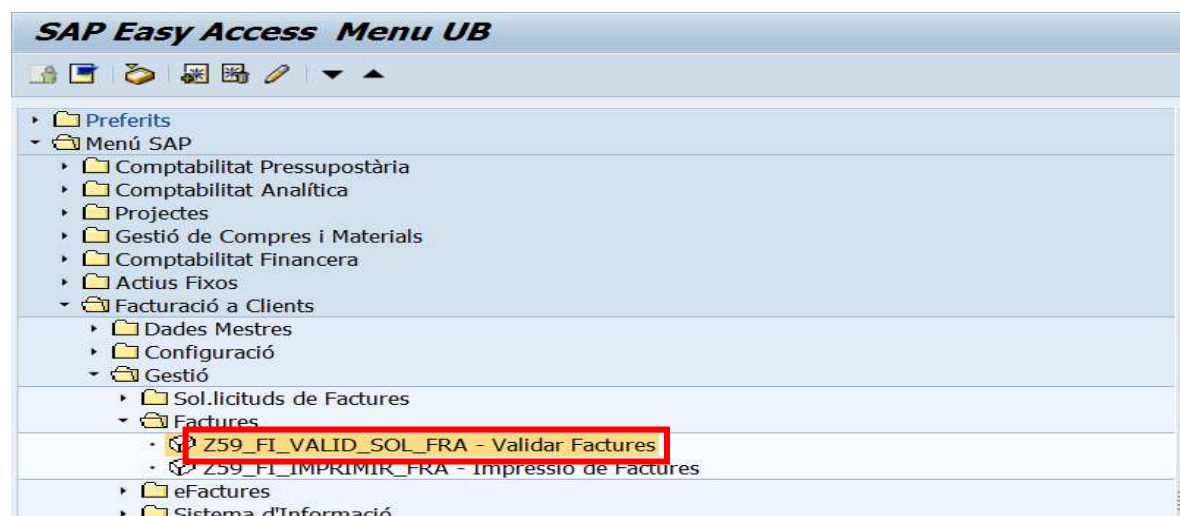 SAP Easy Access Menu UB
Preferits
Menú SAP
Comptabilitat Pressupostària
Comptabilitat Analítica
Projectes
Gestió de Compres i Materials
Comptabilitat Financera
Actius Fixos
Facturació a Clients
Dades Mestres
Configuració
Gestió
Sol.licituds de Factures
Factures
Z59_FI_VALID_SOL_FRA - Validar Factures
Z59_FI_IMPRIMIR_FRA - Impressió de Factures
eFactures
Sistema d'Informació